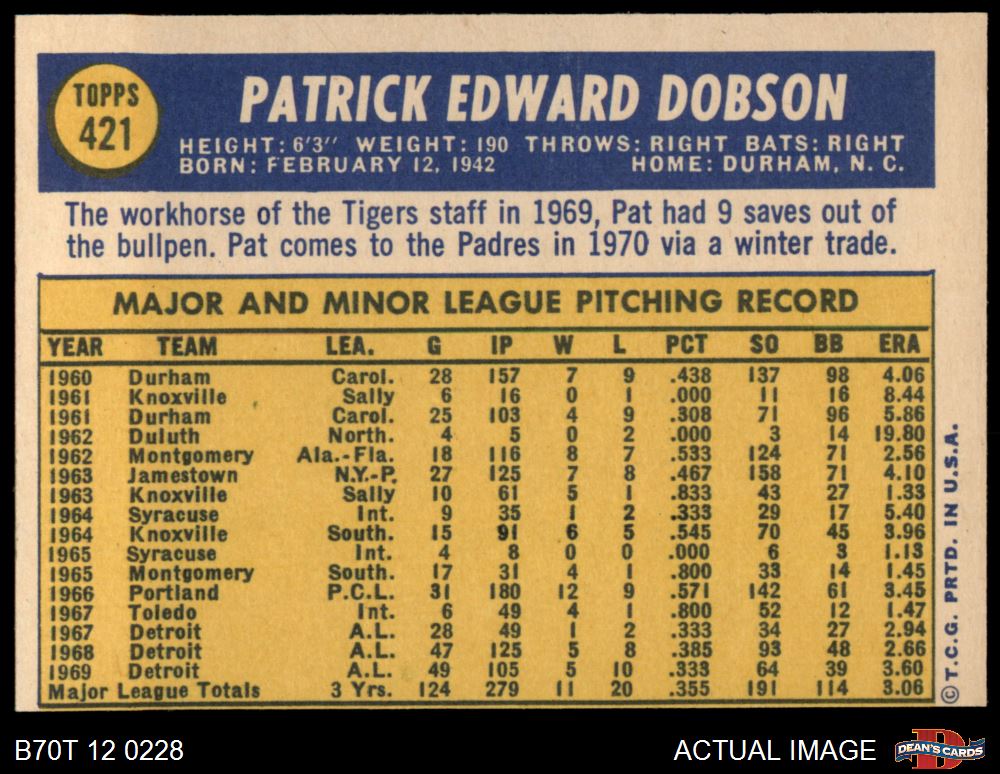 TOPPS
421
PATRICK EDWARD DOBSON
HEIGHT: 6'3" WEIGHT: 190 THROWS: RIGHT BATS: RIGHT
BORN: FEBRUARY 12, 1942 HOME: DURHAM, N. C.
The workhorse of the Tigers staff in 1969, Pat had 9 saves out of
the bullpen. Pat comes to the Padres in 1970 via a winter trade.
MAJOR AND MINOR LEAGUE PITCHING RECORD
YEAR TEAM LEA. G IP W L PCT SO BB ERA
1960 Durham Carol. 28 157 7 9 .438 137 98 4.06
1961 Knoxville Sally 6 16 0 1 .000 11 16 8.44
1961 Durham Carol. 25 103 4 9 .308 71 96 5.86
1962 Duluth North. 4 5 0 2 .000 3 14 19.80
1962 Montgomery Ala.-Fla. 18 116 8 7 .533 124 71 2.56
1963 Jamestown N.Y.-P. 27 125 7 8 .467 158 71 4.10
1963 Knoxville Sally 10 61 5 1 .833 43 27 1.33
1964 Syracuse Int. 9 35 1 2 .333 29 17 5.40
1964 Knoxville South. 15 91 6 5 .545 70 45 3.96
1965 Syracuse Int. 4 8 0 0 .000 6 3 1.13
1965 Montgomery South. 17 31 4 1 .800 33 14 1.45
1966 Portland P.C.L. 31 180 12 9 .571 142 61 3.45
1967 Toledo Int. 6 49 4 1 .800 52 12 1.47
1967 Detroit A.L. 28 49 1 2 .333 34 27 2.94
1968 Detroit A.L. 47 125 5 8 .385 93 48 2.66
1969 Detroit A.L. 49 105 5 10 .333 64 39 3.60
Major League Totals 3 Yrs. 124 279 11 20 .355 191 114 3.06
© T.C.G. PRTD. IN U.S.A.
B70T 12 0228
ACTUAL IMAGE
DEAN'S CARDS